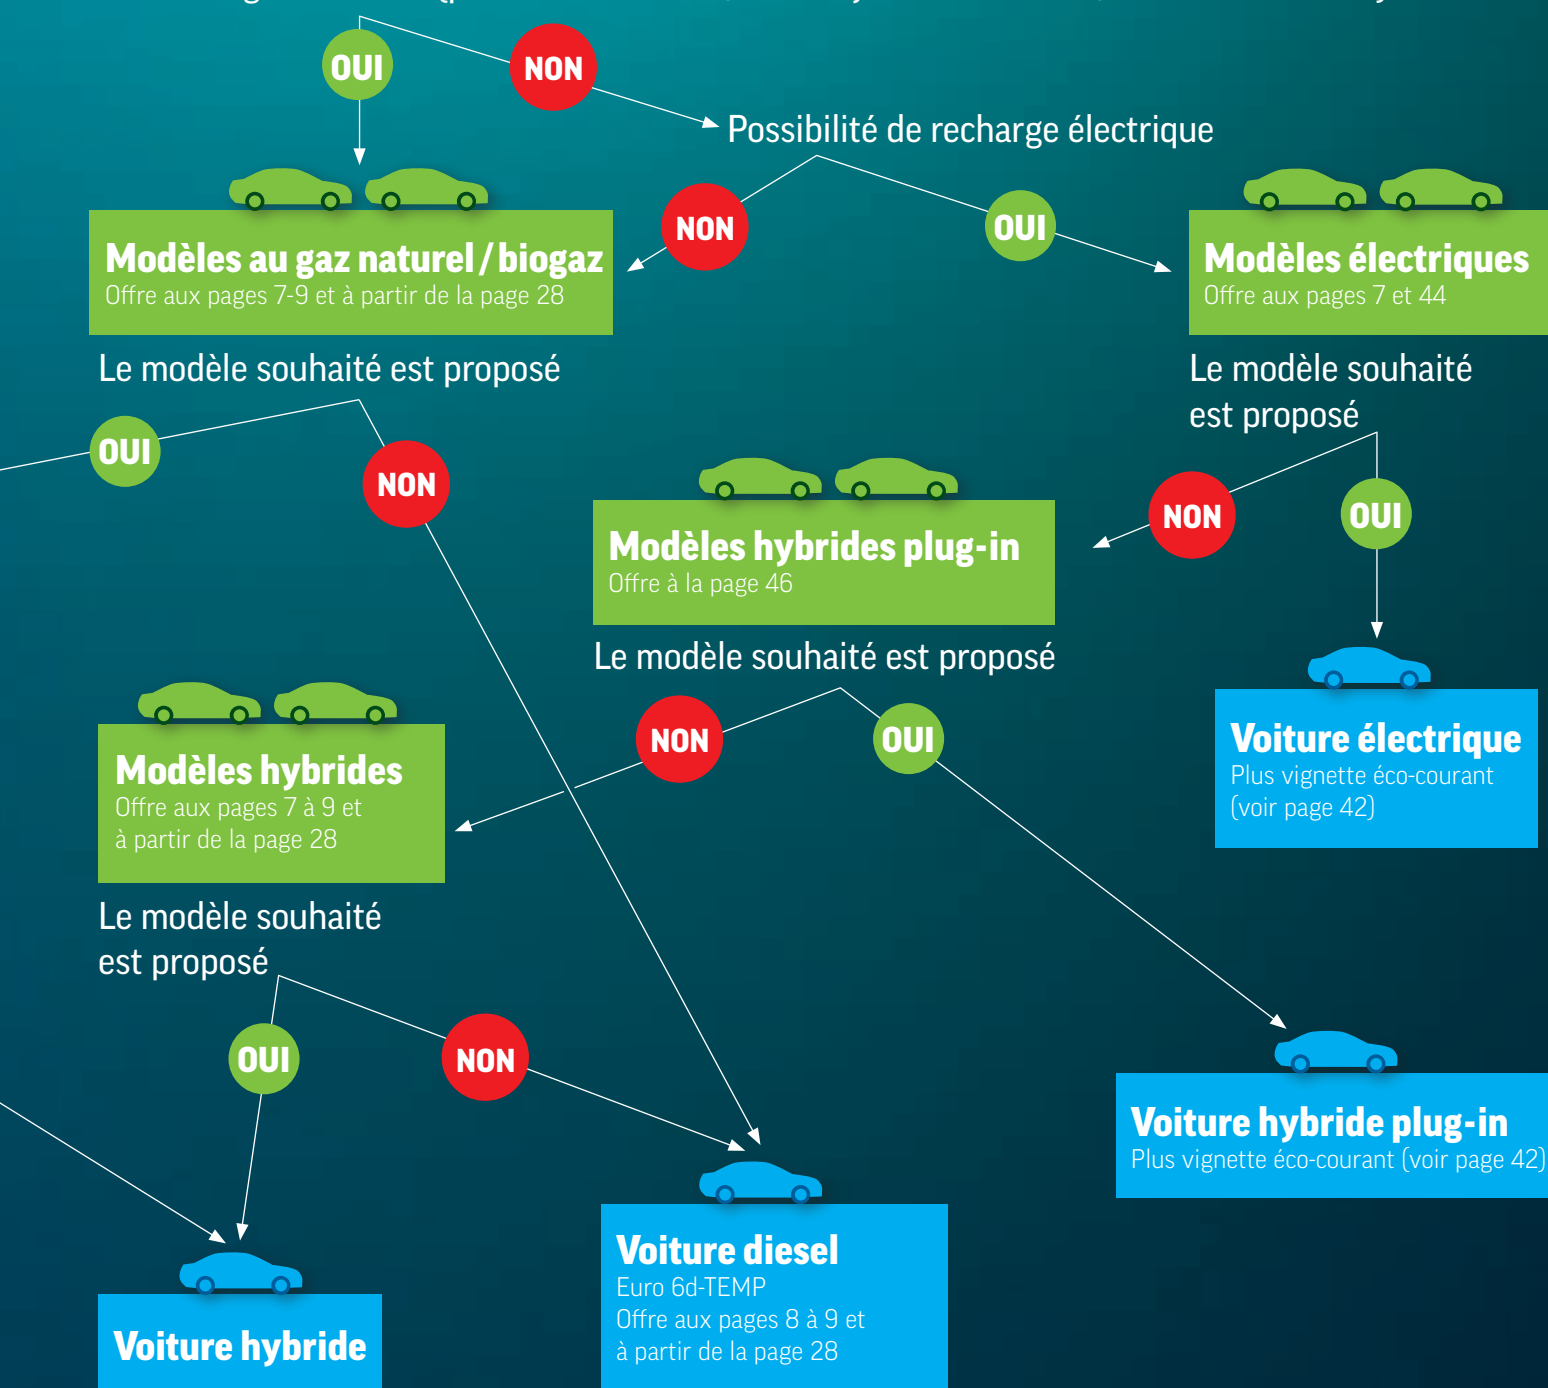 OUI
NON
Possibilité de recharge électrique
NON
OUI
Modèles au gaz naturel / biogaz
Offre aux pages 7-9 et à partir de la page 28
Modèles électriques
Offre aux pages 7 et 44
Le modèle souhaité est proposé
OUI
NON
Le modèle souhaité
est proposé
NON
OUI
Modèles hybrides plug-in
Offre à la page 46
Le modèle souhaité est proposé
NON
OUI
Voiture électrique
Plus vignette éco-courant
(voir page 42)
Modèles hybrides
Offre aux pages 7 à 9 et
à partir de la page 28
Le modèle souhaité
est proposé
OUI
NON
Voiture hybride plug-in
Plus vignette éco-courant (voir page 42)
Voiture diesel
Euro 6d-TEMP
Offre aux pages 8 à 9 et
à partir de la page 28
Voiture hybride